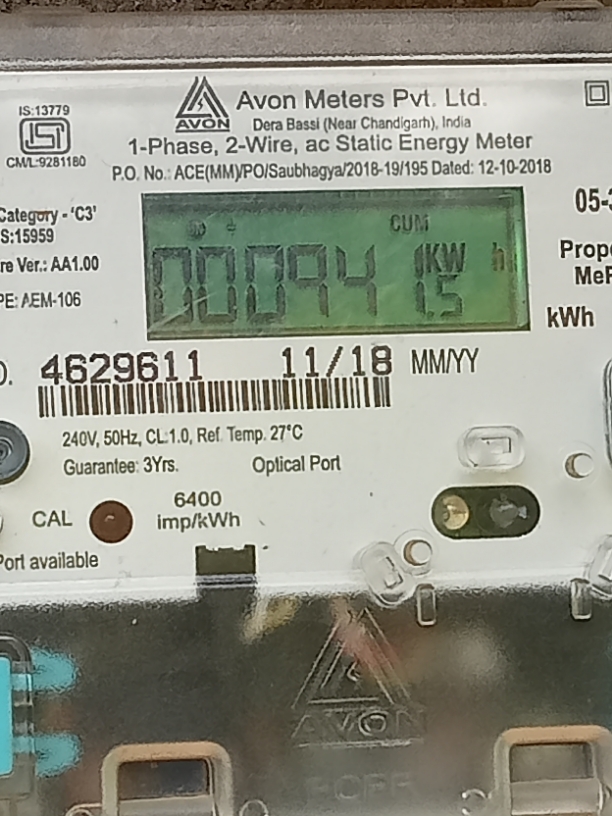 IS:13779
ISI
CM/L:9281180
AVON
Avon Meters Pvt. Ltd.
Dera Bassi (Near Chandigarh), India
1-Phase, 2-Wire, ac Static Energy Meter
P.O. No.: ACE(MM)/PO/Saubhagya/2018-19/195 Dated: 12-10-2018
Category - 'C3'
S:15959
re Ver.: AA1.00
PE: AEM-106
CUM
KW h
05-
Prope
kWh
4629611 11/18 MM/YY
240V, 50Hz, CL:1.0, Ref. Temp. 27°C
Guarantee: 3Yrs. Optical Port
CAL
6400
imp/kWh
Port available
AVON